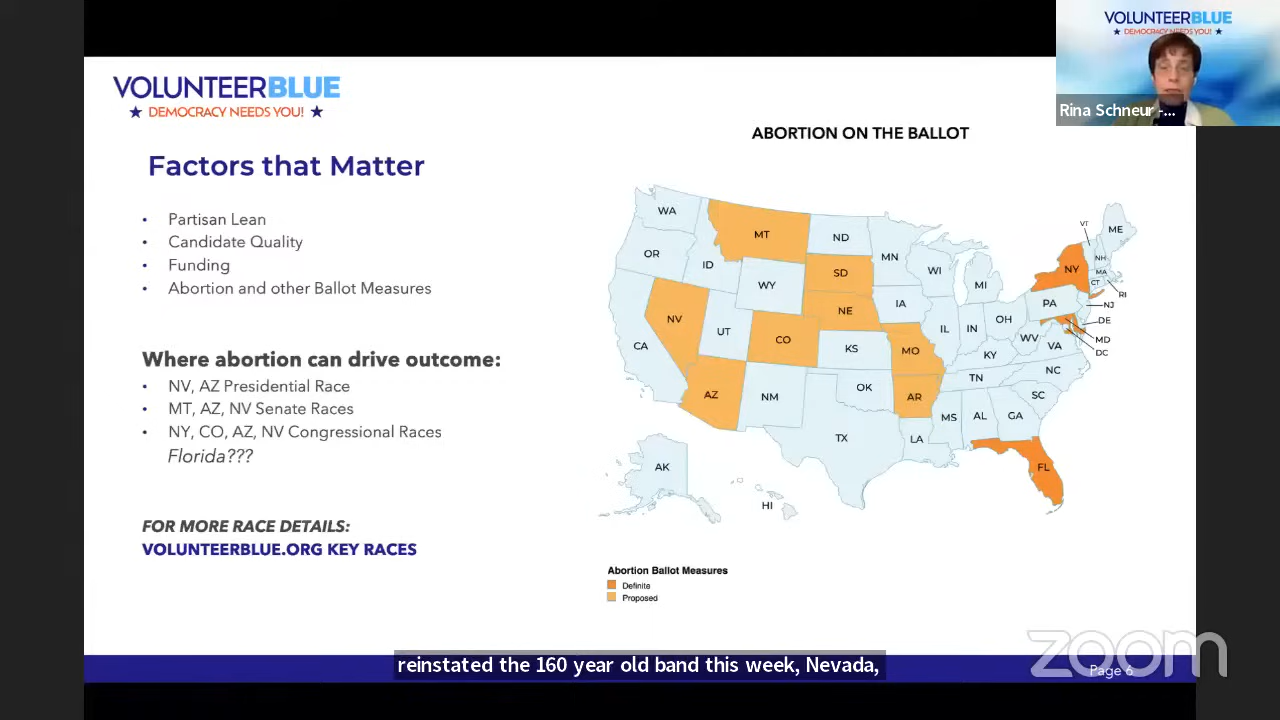 VOLUNTEERBLUE
★ DEMOCRACY NEEDS YOU! ★
Rina Schneur -...
VOLUNTEERBLUE
★ DEMOCRACY NEEDS YOU! ★
ABORTION ON THE BALLOT
Factors that Matter
• Partisan Lean
• Candidate Quality
• Funding
• Abortion and other Ballot Measures
Where abortion can drive outcome:
• NV, AZ Presidential Race
• MT, AZ, NV Senate Races
• NY, CO, AZ, NV Congressional Races
Florida???
FOR MORE RACE DETAILS:
VOLUNTEERBLUE.ORG KEY RACES
WA
MT
ND
MN
VT
ME
OR
ID
SD
WI
MI
NY
NH
MA
CT
RI
WY
NE
IA
PA
NJ
NV
UT
CO
KS
MO
IL
IN
OH
WV
VA
DE
MD
DC
CA
KY
AZ
NM
OK
AR
TN
NC
SC
TX
LA
MS
AL
GA
FL
AK
HI
Abortion Ballot Measures
Definite
Proposed
zoom
Page 6
reinstated the 160 year old band this week, Nevada,